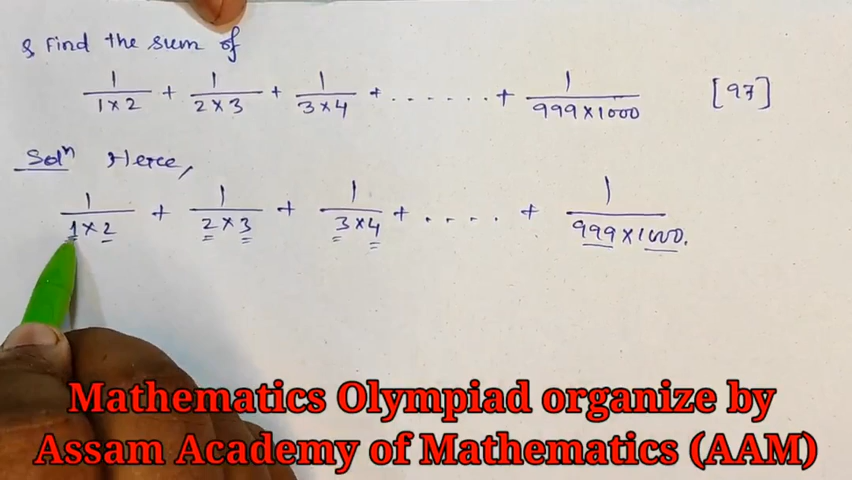 Q Find the sum of
1/1×2 + 1/2×3 + 1/3×4 + ....... + 1/999×1000 [97]
Solⁿ Here,
1/1×2 + 1/2×3 + 1/3×4 + ..... + 1/999×1000.
Mathematics Olympiad organize by
Assam Academy of Mathematics (AAM)